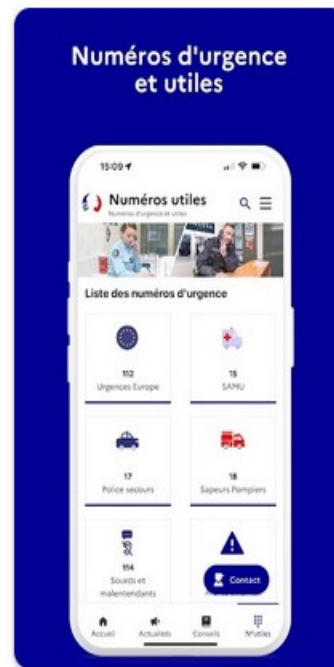 Numéros d'urgence
et utiles
15:09
Numéros utiles
Numéros d'urgence et utiles
Liste des numéros d'urgence
112
Urgences Europe
15
SAMU
17
Police secours
18
Sapeurs Pompiers
114
Sourds et
malentendants
Contact
Accueil
Actualités
Conseils
N°utiles